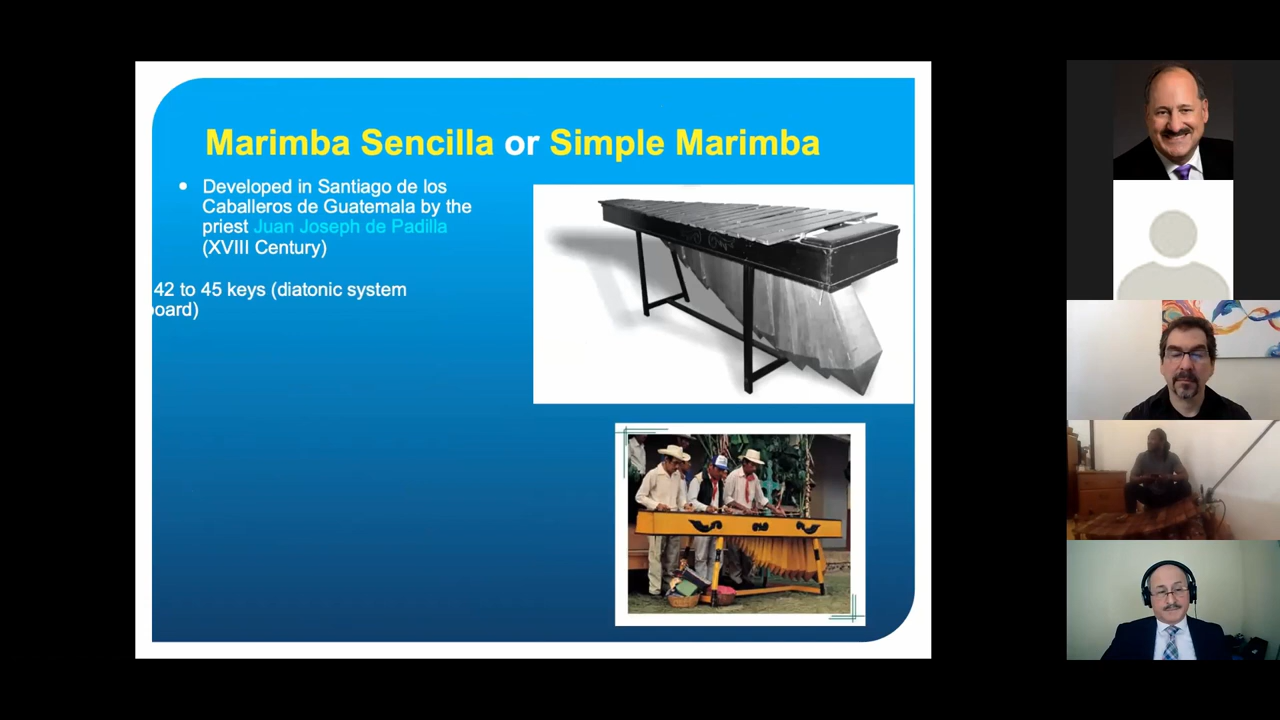 Marimba Sencilla or Simple Marimba
• Developed in Santiago de los
Caballeros de Guatemala by the
priest Juan Joseph de Padilla
(XVIII Century)
42 to 45 keys (diatonic system
oard)